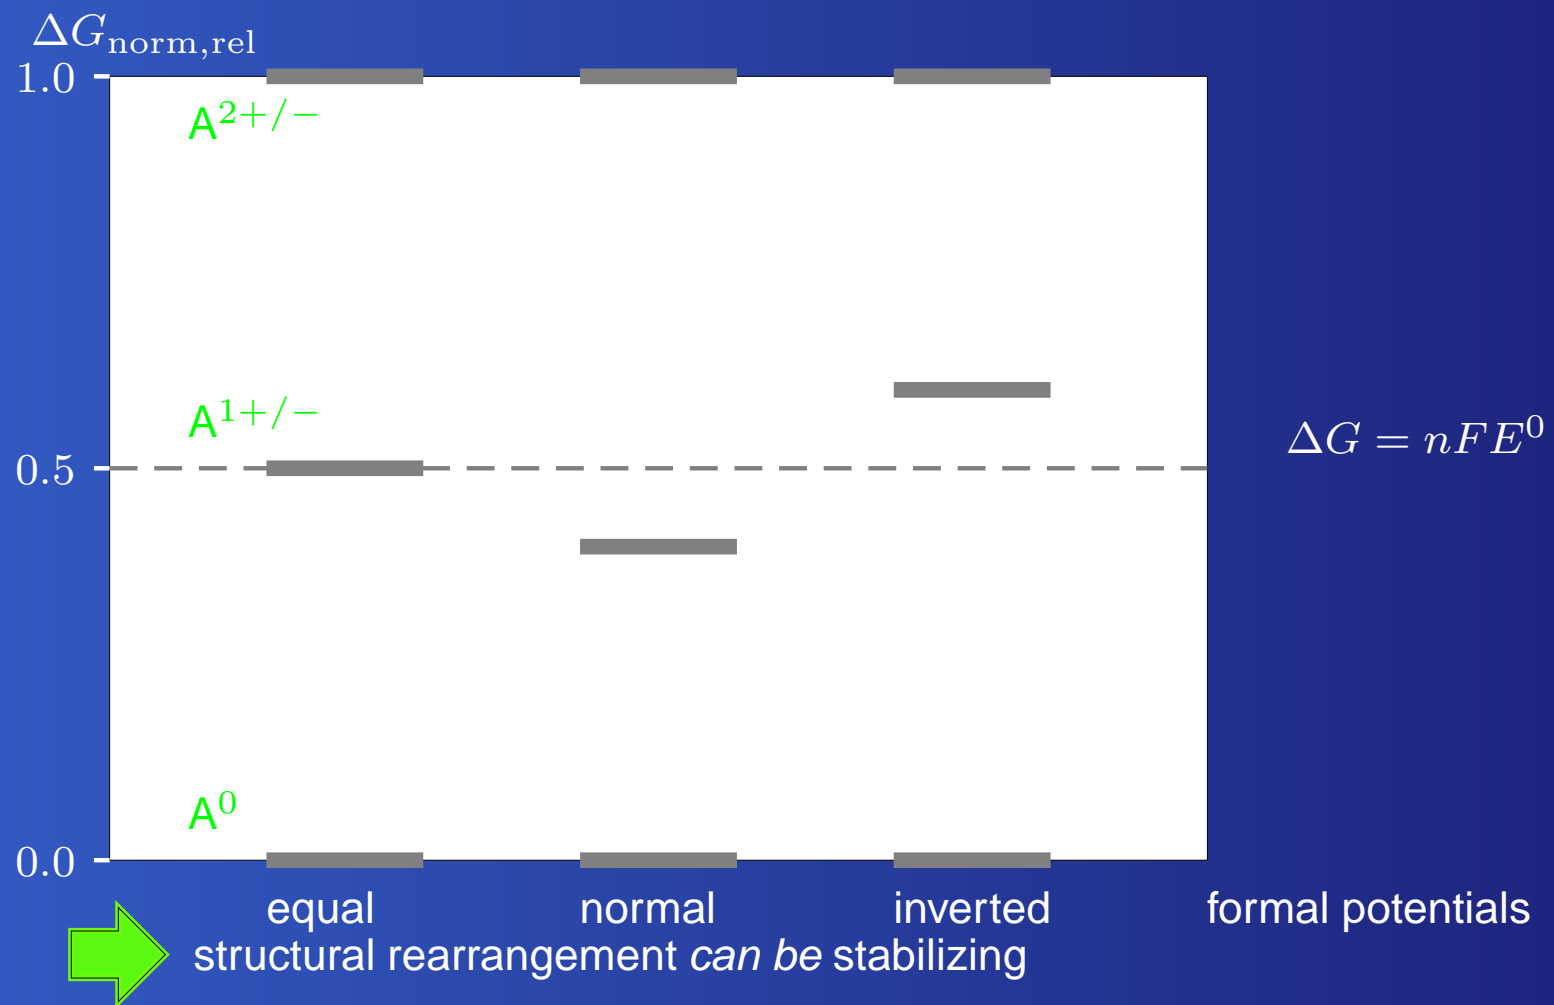 ΔG_norm,rel
1.0
A^2+/−
A^1+/−
0.5
ΔG = nFE^0
A^0
0.0
equal normal inverted formal potentials
structural rearrangement can be stabilizing